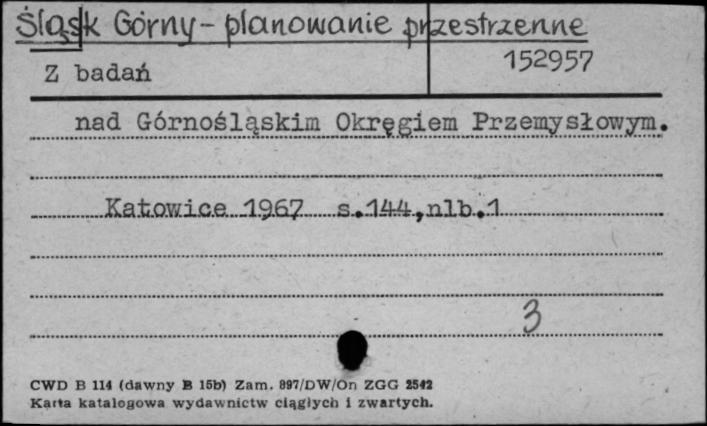 Śląsk Górny - planowanie przestrzenne
Z badań
152957
nad Górnośląskim Okręgiem Przemysłowym.
Katowice 1967 s.144,nlb.1
3
CWD B 114 (dawny B 15b) Zam. 897/DW/On ZGG 2542
Karta katalogowa wydawnictw ciągłych i zwartych.